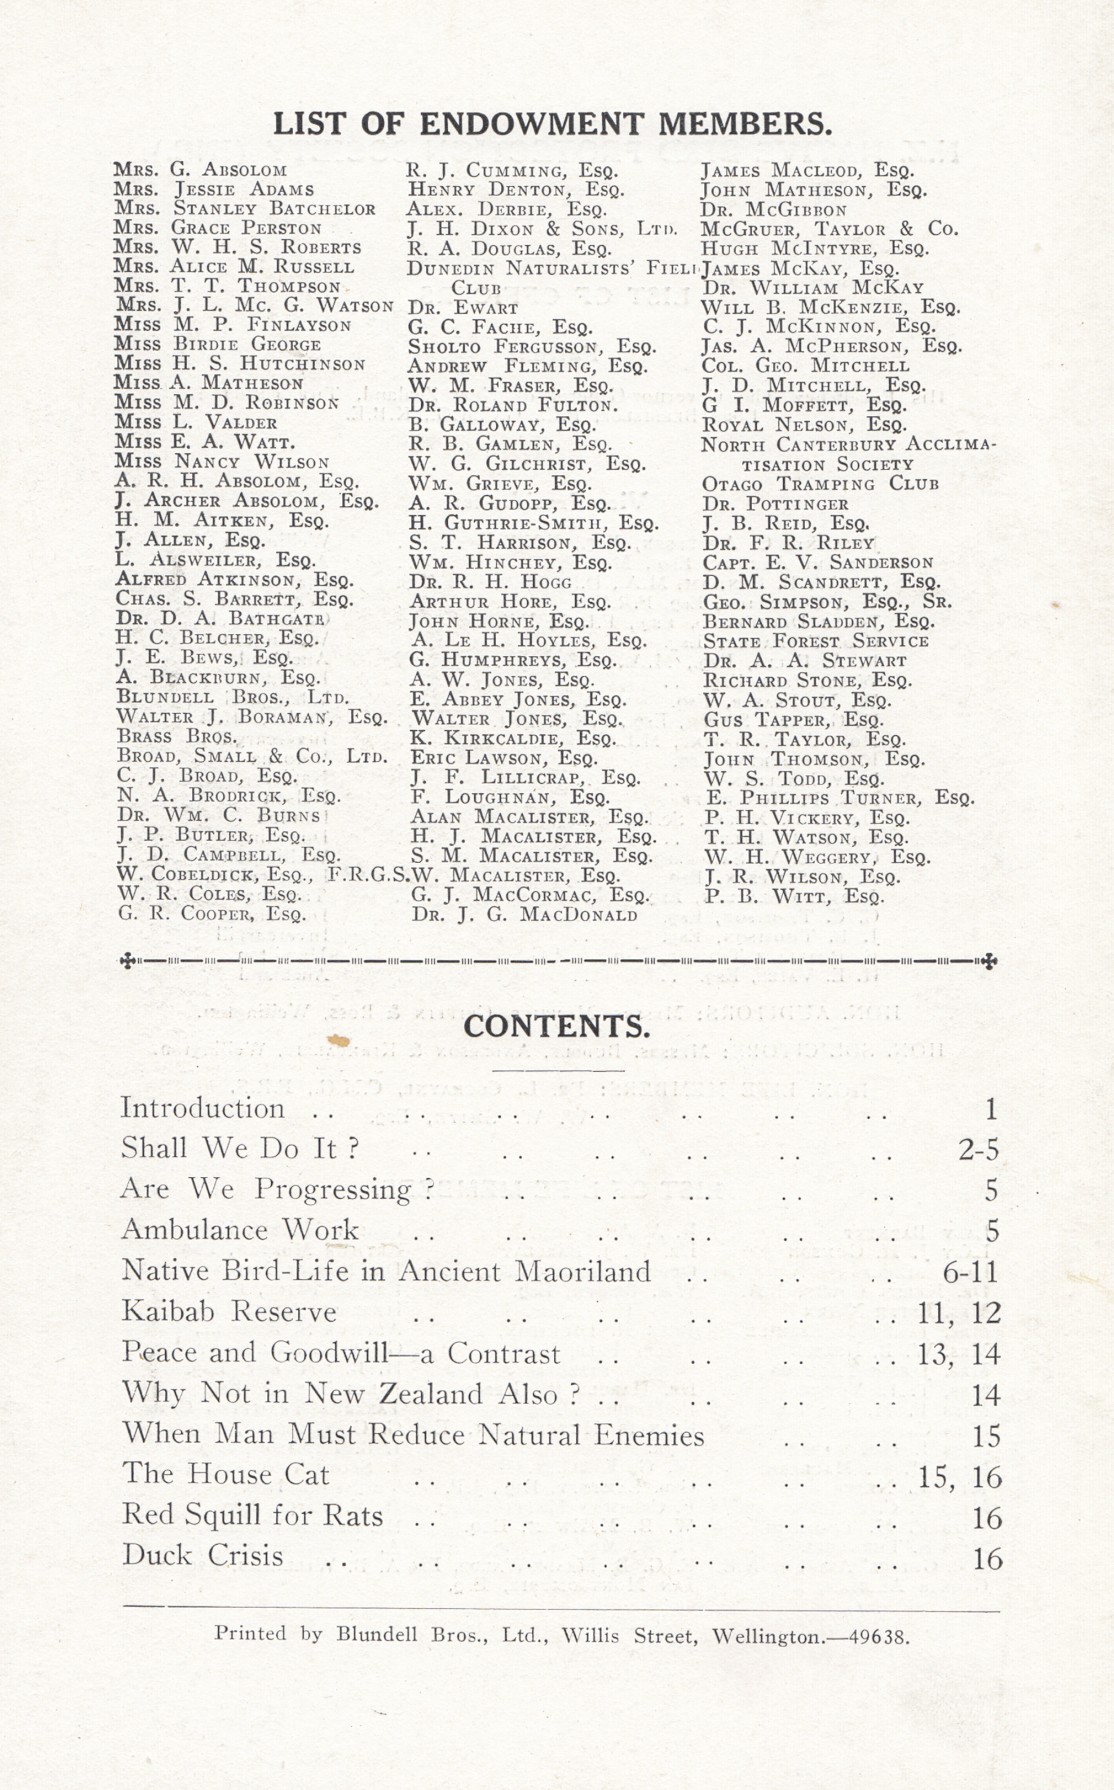 LIST OF ENDOWMENT MEMBERS.
Mrs. G. Absolom
Mrs. Jessie Adams
Mrs. Stanley Batchelor
Mrs. Grace Perston
Mrs. W. H. S. Roberts
Mrs. Alice M. Russell
Mrs. T. T. Thompson
Mrs. J. L. Mc. G. Watson
Miss M. P. Finlayson
Miss Birdie George
Miss H. S. Hutchinson
Miss A. Matheson
Miss M. D. Robinson
Miss L. Valder
Miss E. A. Watt.
Miss Nancy Wilson
A. R. H. Absolom, Esq.
J. Archer Absolom, Esq.
H. M. Aitken, Esq.
J. Allen, Esq.
L. Alsweiler, Esq.
Alfred Atkinson, Esq.
Chas. S. Barrett, Esq.
Dr. D. A. Bathgate
H. C. Belcher, Esq.
J. E. Bews, Esq.
A. Blackburn, Esq.
Blundell Bros., Ltd.
Walter J. Boraman, Esq.
Brass Bros.
Broad, Small & Co., Ltd.
C. J. Broad, Esq.
N. A. Brodrick, Esq.
Dr. Wm. C. Burns
J. P. Butler, Esq.
J. D. Campbell, Esq.
W. Cobeldick, Esq., F.R.G.S.
W. R. Coles, Esq.
G. R. Cooper, Esq.
R. J. Cumming, Esq.
Henry Denton, Esq.
Alex. Derbie, Esq.
J. H. Dixon & Sons, Ltd.
R. A. Douglas, Esq.
Dunedin Naturalists' Fiel
Club
Dr. Ewart
G. C. Fache, Esq.
Sholto Fergusson, Esq.
Andrew Fleming, Esq.
W. M. Fraser, Esq.
Dr. Roland Fulton.
B. Galloway, Esq.
R. B. Gamlen, Esq.
W. G. Gilchrist, Esq.
Wm. Grieve, Esq.
A. R. Gudopp, Esq.
H. Guthrie-Smith, Esq.
S. T. Harrison, Esq.
Wm. Hinchey, Esq.
Dr. R. H. Hogg
Arthur Hore, Esq.
John Horne, Esq.
A. Le H. Hoyles, Esq.
G. Humphreys, Esq.
A. W. Jones, Esq.
E. Abbey Jones, Esq.
Walter Jones, Esq.
K. Kirkcaldie, Esq.
Eric Lawson, Esq.
J. F. Lillicrap, Esq.
F. Loughnan, Esq.
Alan Macalister, Esq.
H. J. Macalister, Esq.
S. M. Macalister, Esq.
W. Macalister, Esq.
G. J. MacCormac, Esq.
Dr. J. G. MacDonald
James Macleod, Esq.
John Matheson, Esq.
Dr. McGibbon
McGruer, Taylor & Co.
Hugh McIntyre, Esq.
James McKay, Esq.
Dr. William McKay
Will B. McKenzie, Esq.
C. J. McKinnon, Esq.
Jas. A. McPherson, Esq.
Col. Geo. Mitchell
J. D. Mitchell, Esq.
G I. Moffett, Esq.
Royal Nelson, Esq.
North Canterbury Acclima-
tisation Society
Otago Tramping Club
Dr. Pottinger
J. B. Reid, Esq.
Dr. F. R. Riley
Capt. E. V. Sanderson
D. M. Scandrett, Esq.
Geo. Simpson, Esq., Sr.
Bernard Sladden, Esq.
State Forest Service
Dr. A. A. Stewart
Richard Stone, Esq.
W. A. Stout, Esq.
Gus Tapper, Esq.
T. R. Taylor, Esq.
John Thomson, Esq.
W. S. Todd, Esq.
E. Phillips Turner, Esq.
P. H. Vickery, Esq.
T. H. Watson, Esq.
W. H. Weggery, Esq.
J. R. Wilson, Esq.
P. B. Witt, Esq.
CONTENTS.
Introduction .. .. .. .. .. .. .. 1
Shall We Do It ? .. .. .. .. .. .. 2-5
Are We Progressing ? .. .. .. .. .. 5
Ambulance Work .. .. .. .. .. .. 5
Native Bird-Life in Ancient Maoriland .. .. .. 6-11
Kaibab Reserve .. .. .. .. .. .. 11, 12
Peace and Goodwill—a Contrast .. .. .. .. 13, 14
Why Not in New Zealand Also ? .. .. .. .. 14
When Man Must Reduce Natural Enemies .. .. 15
The House Cat .. .. .. .. .. .. 15, 16
Red Squill for Rats .. .. .. .. .. .. 16
Duck Crisis .. .. .. .. .. .. .. 16
Printed by Blundell Bros., Ltd., Willis Street, Wellington.—49638.